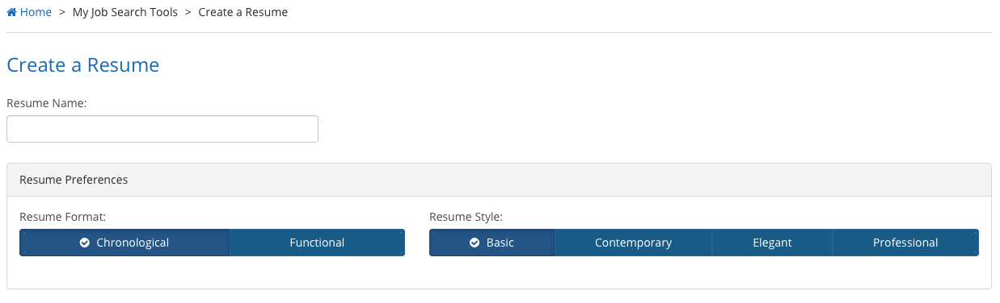 Home > My Job Search Tools > Create a Resume
Create a Resume
Resume Name:
Resume Preferences
Resume Format: Resume Style:
Chronological Functional Basic Contemporary Elegant Professional